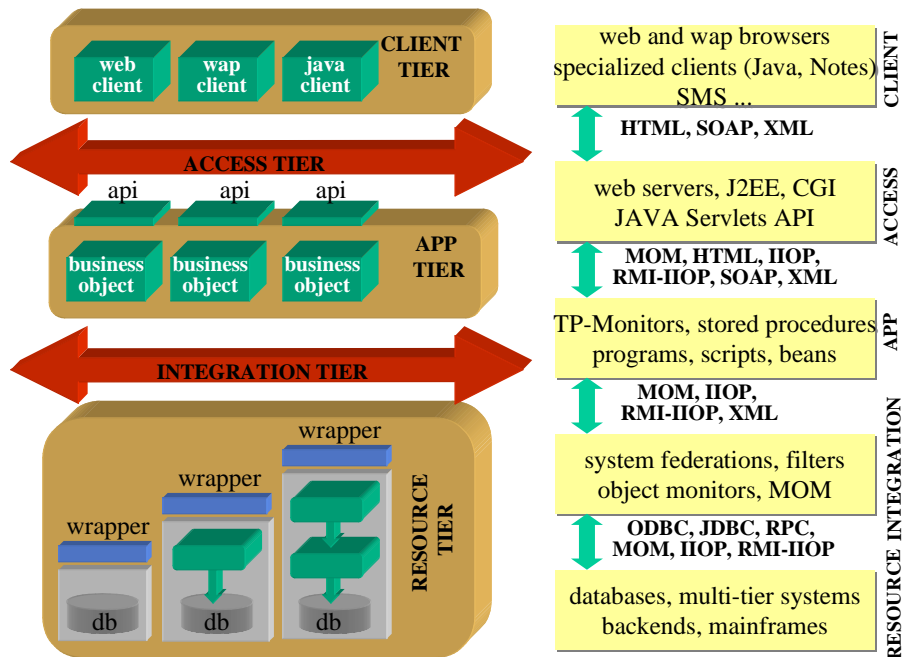 CLIENT
TIER
web
client
wap
client
java
client
ACCESS TIER
api
api
api
APP
TIER
business
object
business
object
business
object
INTEGRATION TIER
wrapper
wrapper
wrapper
RESOURCE
TIER
db
db
db
web and wap browsers
specialized clients (Java, Notes)
SMS ...
CLIENT
HTML, SOAP, XML
web servers, J2EE, CGI
JAVA Servlets API
ACCESS
MOM, HTML, IIOP,
RMI-IIOP, SOAP, XML
TP-Monitors, stored procedures
programs, scripts, beans
APP
MOM, IIOP,
RMI-IIOP, XML
system federations, filters
object monitors, MOM
INTEGRATION
ODBC, JDBC, RPC,
MOM, IIOP, RMI-IIOP
databases, multi-tier systems
backends, mainframes
RESOURCE